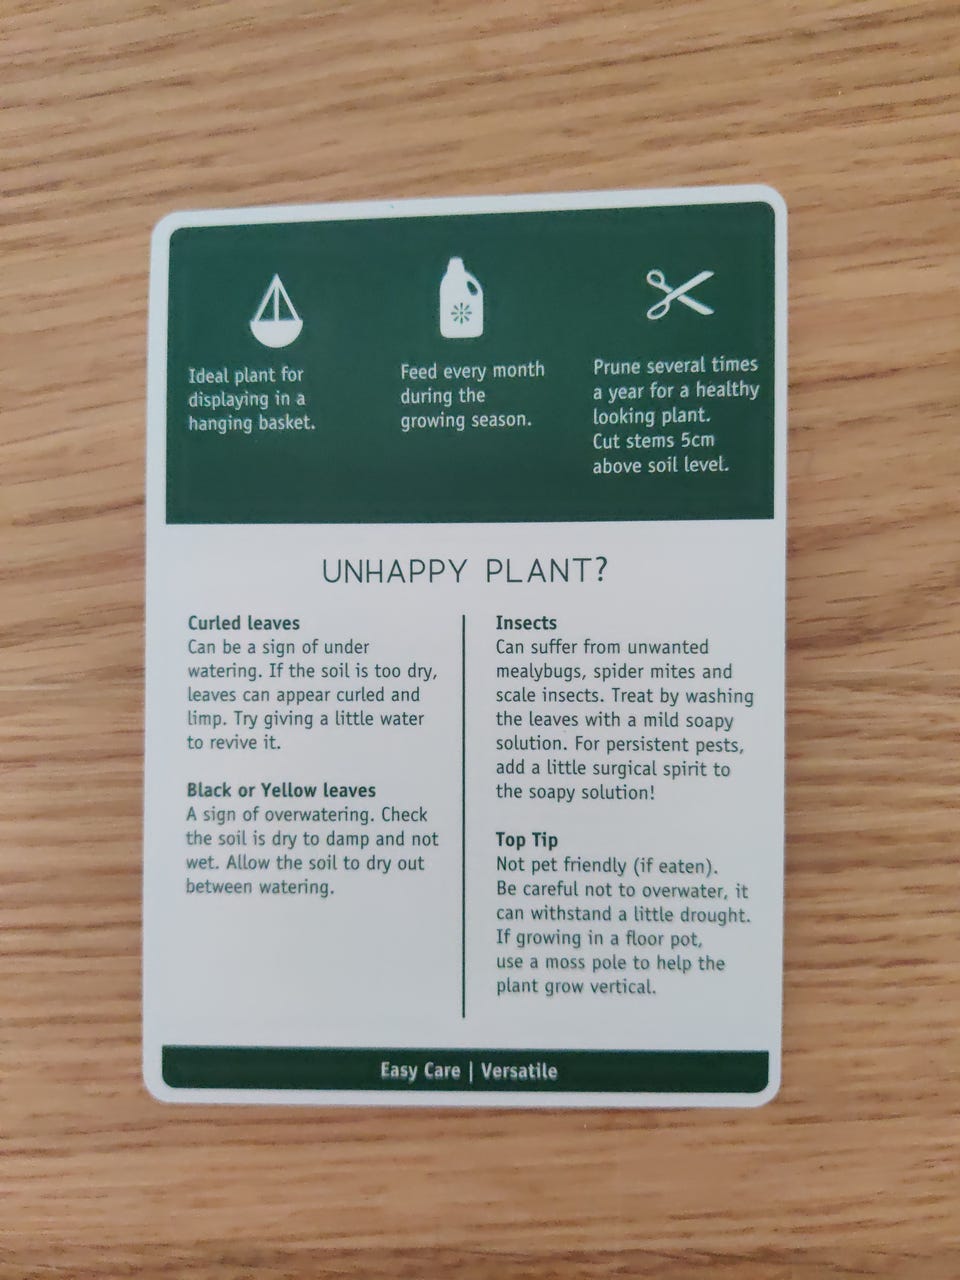 Ideal plant for
displaying in a
hanging basket.
Feed every month
during the
growing season.
Prune several times
a year for a healthy
looking plant.
Cut stems 5cm
above soil level.
UNHAPPY PLANT?
Curled leaves
Can be a sign of under
watering. If the soil is too dry,
leaves can appear curled and
limp. Try giving a little water
to revive it.
Black or Yellow leaves
A sign of overwatering. Check
the soil is dry to damp and not
wet. Allow the soil to dry out
between watering.
Insects
Can suffer from unwanted
mealybugs, spider mites and
scale insects. Treat by washing
the leaves with a mild soapy
solution. For persistent pests,
add a little surgical spirit to
the soapy solution!
Top Tip
Not pet friendly (if eaten).
Be careful not to overwater, it
can withstand a little drought.
If growing in a floor pot,
use a moss pole to help the
plant grow vertical.
Easy Care | Versatile